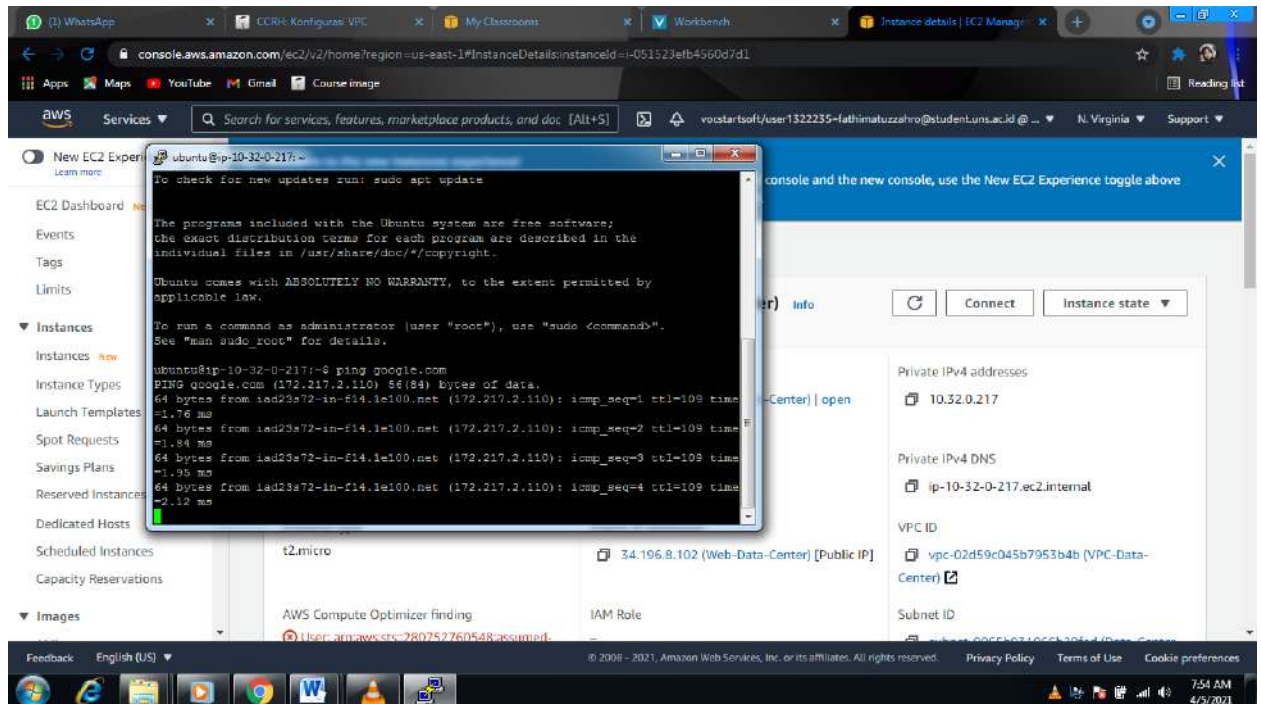 (1) WhatsApp
CCRH: Konfigurasi VPC
My Classrooms
Workbench
Instance details | EC2 Manage
console.aws.amazon.com/ec2/v2/home?region=us-east-1#InstanceDetails:instanceId=i-051523efb4560d7d1
Apps
Maps
YouTube
Gmail
Course image
Reading list
aws
Services ▼
Search for services, features, marketplace products, and doc [Alt+S]
vocstartsoft/user1322235=fathimatuzzahro@student.uns.ac.id @ ... ▼
N. Virginia ▼
Support ▼
New EC2 Experi
Learn more
EC2 Dashboard
Events
Tags
Limits
▼ Instances
Instances New
Instance Types
Launch Templates
Spot Requests
Savings Plans
Reserved Instances
Dedicated Hosts
Scheduled Instances
Capacity Reservations
▼ Images
ubuntu@ip-10-32-0-217: ~
To check for new updates run: sudo apt update
The programs included with the Ubuntu system are free software;
the exact distribution terms for each program are described in the
individual files in /usr/share/doc/*/copyright.
Ubuntu comes with ABSOLUTELY NO WARRANTY, to the extent permitted by
applicable law.
To run a command as administrator (user "root"), use "sudo <command>".
See "man sudo_root" for details.
ubuntu@ip-10-32-0-217:~$ ping google.com
PING google.com (172.217.2.110) 56(84) bytes of data.
64 bytes from iad23s72-in-f14.1e100.net (172.217.2.110): icmp_seq=1 ttl=109 time
=1.76 ms
64 bytes from iad23s72-in-f14.1e100.net (172.217.2.110): icmp_seq=2 ttl=109 time
=1.84 ms
64 bytes from iad23s72-in-f14.1e100.net (172.217.2.110): icmp_seq=3 ttl=109 time
=1.95 ms
64 bytes from iad23s72-in-f14.1e100.net (172.217.2.110): icmp_seq=4 ttl=109 time
=2.12 ms
console and the new console, use the New EC2 Experience toggle above
er) Info
Connect
Instance state ▼
-Center) | open
Private IPv4 addresses
10.32.0.217
Private IPv4 DNS
ip-10-32-0-217.ec2.internal
t2.micro
34.196.8.102 (Web-Data-Center) [Public IP]
VPC ID
vpc-02d59c045b7953b4b (VPC-Data-
Center)
AWS Compute Optimizer finding
User: arn:aws:sts::280752760548:assumed-
IAM Role
–
Subnet ID
Feedback
English (US) ▼
© 2008 - 2021, Amazon Web Services, Inc. or its affiliates. All rights reserved.
Privacy Policy
Terms of Use
Cookie preferences
7:54 AM
4/5/2021